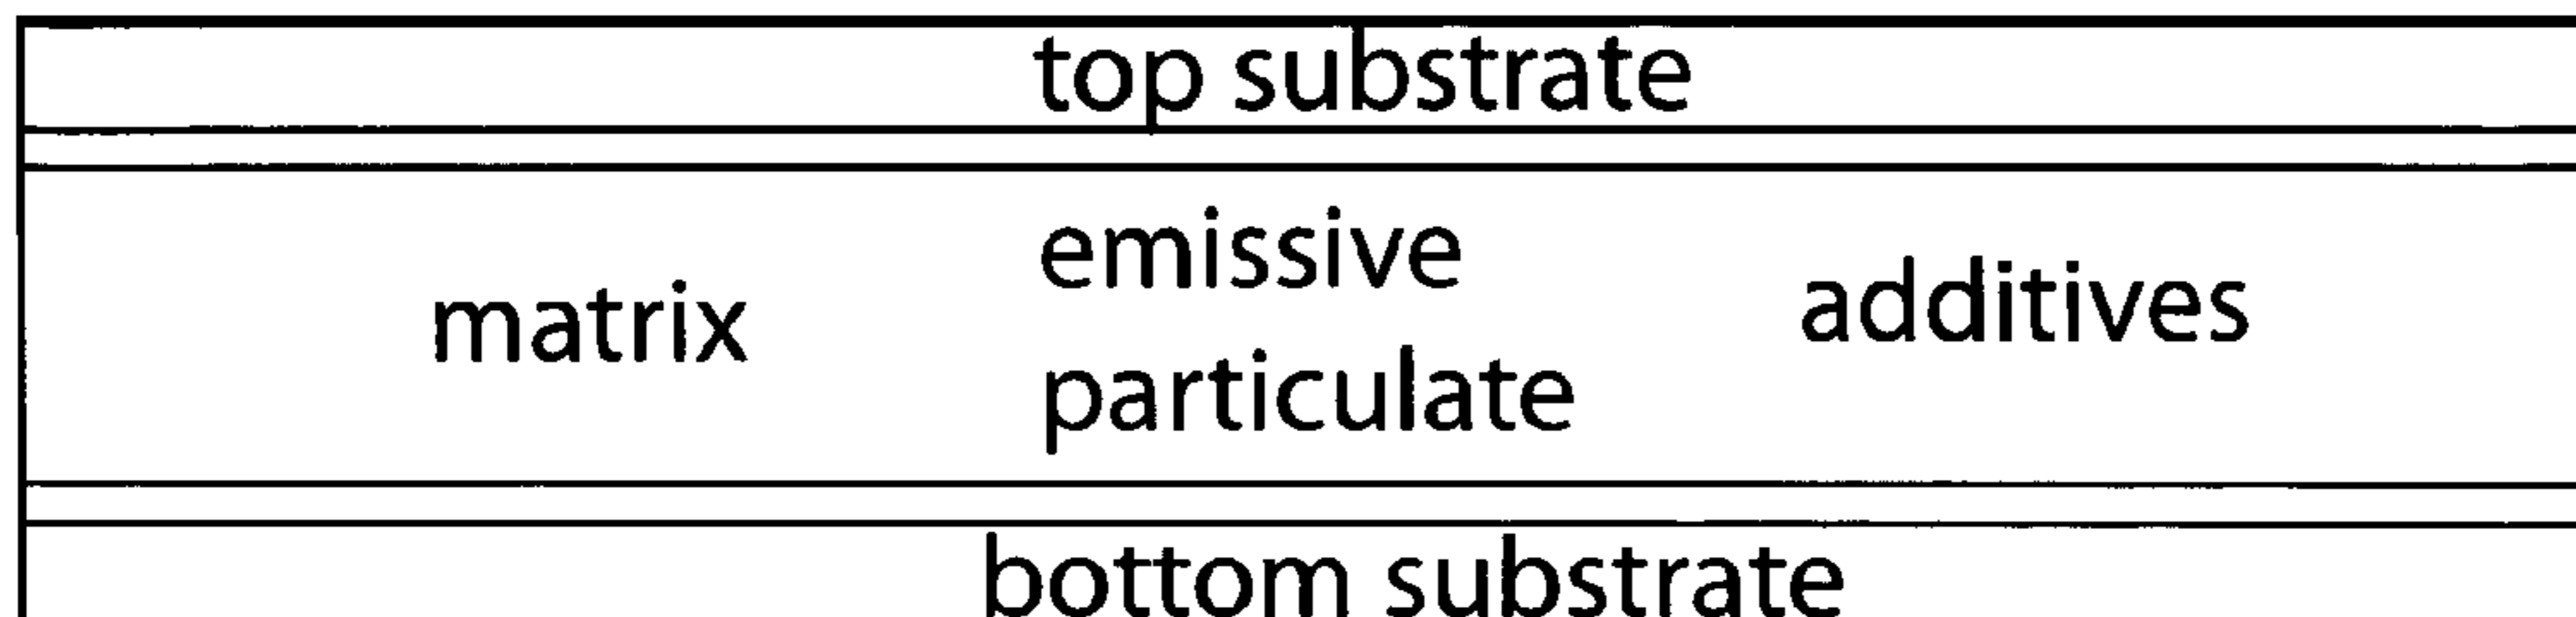 top substrate
emissive
matrix
additives
particulate
bottom substrate